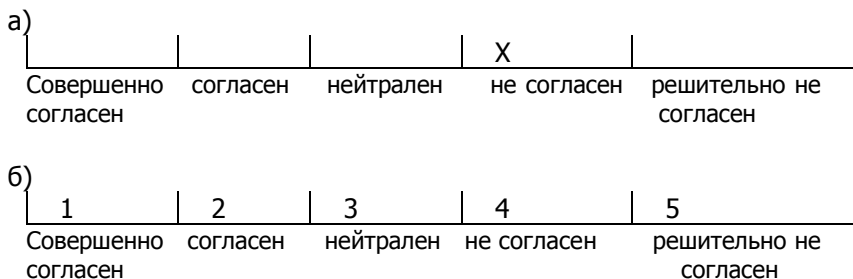 а)
X
Совершенно согласен нейтрален не согласен решительно не
согласен согласен
б)
1 2 3 4 5
Совершенно согласен нейтрален не согласен решительно не
согласен согласен